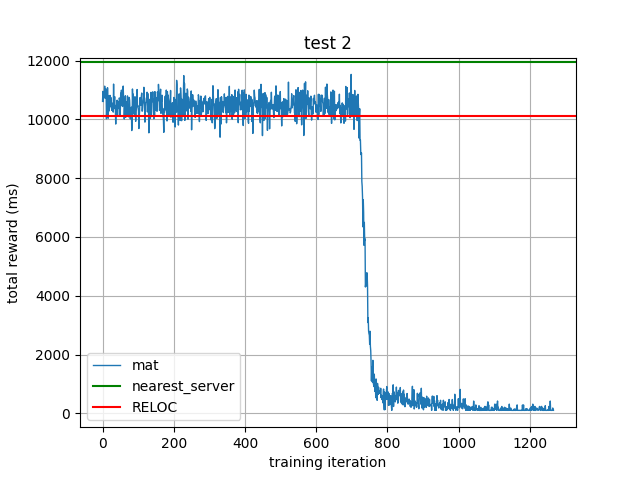 test 2
total reward (ms)
12000
10000
8000
6000
4000
2000
0
mat
nearest_server
RELOC
0 200 400 600 800 1000 1200
training iteration